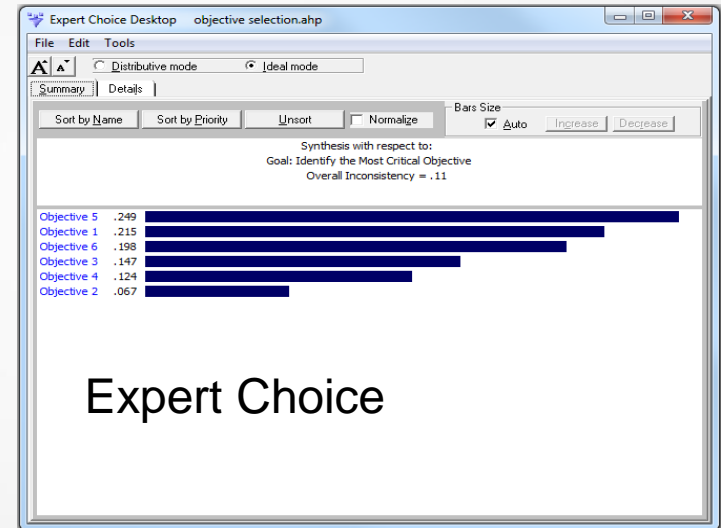 Expert Choice Desktop objective selection.ahp
File Edit Tools
A A Distributive mode Ideal mode
Summary Details
Sort by Name Sort by Priority Unsort Normalize Bars Size Auto Increase Decrease
Synthesis with respect to:
Goal: Identify the Most Critical Objective
Overall Inconsistency = .11
Objective 5 .249
Objective 1 .215
Objective 6 .198
Objective 3 .147
Objective 4 .124
Objective 2 .067
Expert Choice